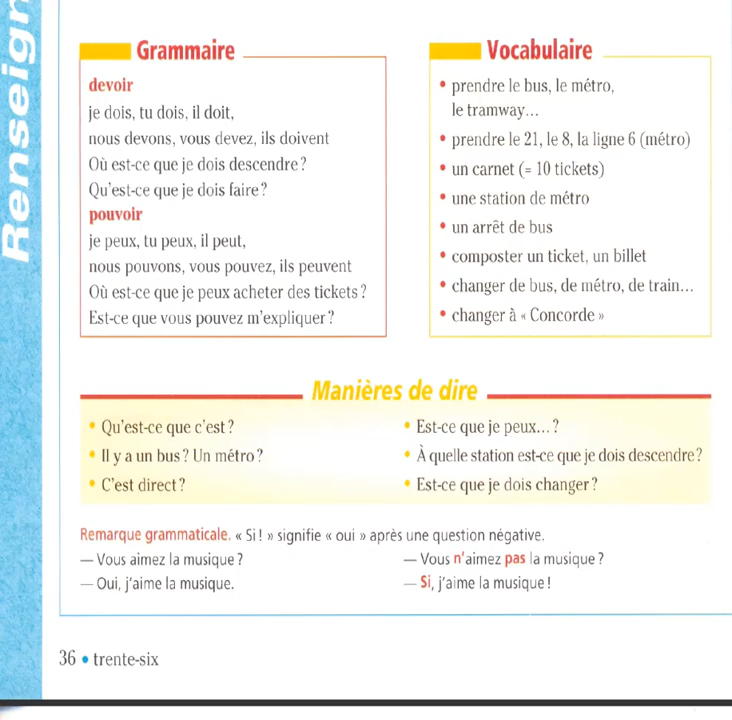 Renseign
Grammaire
devoir
je dois, tu dois, il doit,
nous devons, vous devez, ils doivent
Où est-ce que je dois descendre ?
Qu'est-ce que je dois faire ?
pouvoir
je peux, tu peux, il peut,
nous pouvons, vous pouvez, ils peuvent
Où est-ce que je peux acheter des tickets ?
Est-ce que vous pouvez m'expliquer ?
Vocabulaire
• prendre le bus, le métro,
le tramway...
• prendre le 21, le 8, la ligne 6 (métro)
• un carnet (= 10 tickets)
• une station de métro
• un arrêt de bus
• composter un ticket, un billet
• changer de bus, de métro, de train...
• changer à « Concorde »
Manières de dire
• Qu'est-ce que c'est ?
• Il y a un bus ? Un métro ?
• C'est direct ?
• Est-ce que je peux... ?
• À quelle station est-ce que je dois descendre ?
• Est-ce que je dois changer ?
Remarque grammaticale. « Si ! » signifie « oui » après une question négative.
— Vous aimez la musique ?
— Oui, j'aime la musique.
— Vous n'aimez pas la musique ?
— Si, j'aime la musique !
36 • trente-six